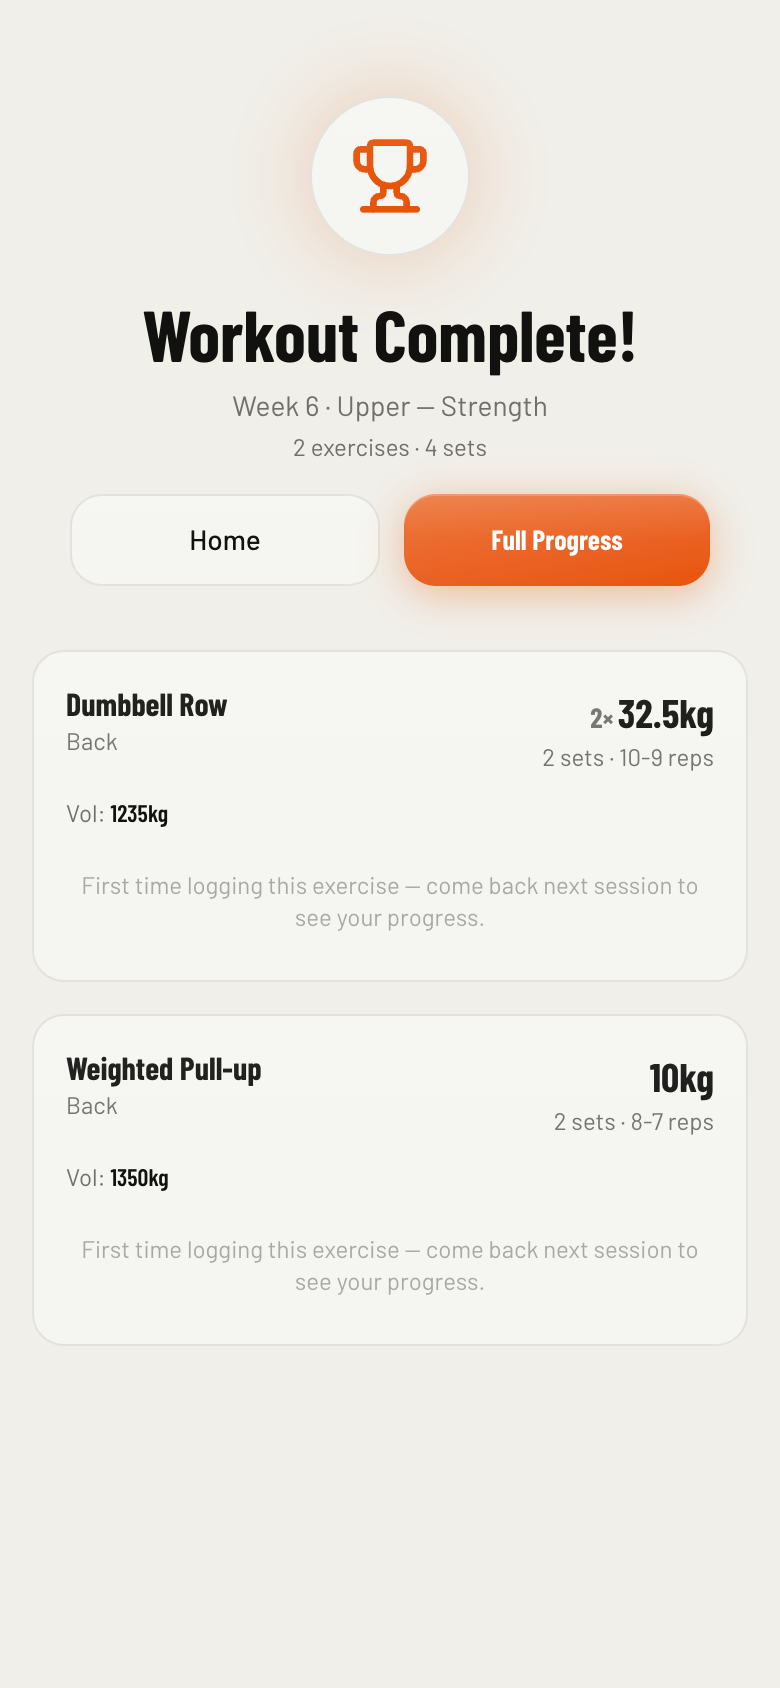 Workout Complete!
Week 6 · Upper — Strength
2 exercises · 4 sets
Home
Full Progress
Dumbbell Row
2× 32.5kg
Back
2 sets · 10-9 reps
Vol: 1235kg
First time logging this exercise — come back next session to
see your progress.
Weighted Pull-up
10kg
Back
2 sets · 8-7 reps
Vol: 1350kg
First time logging this exercise — come back next session to
see your progress.